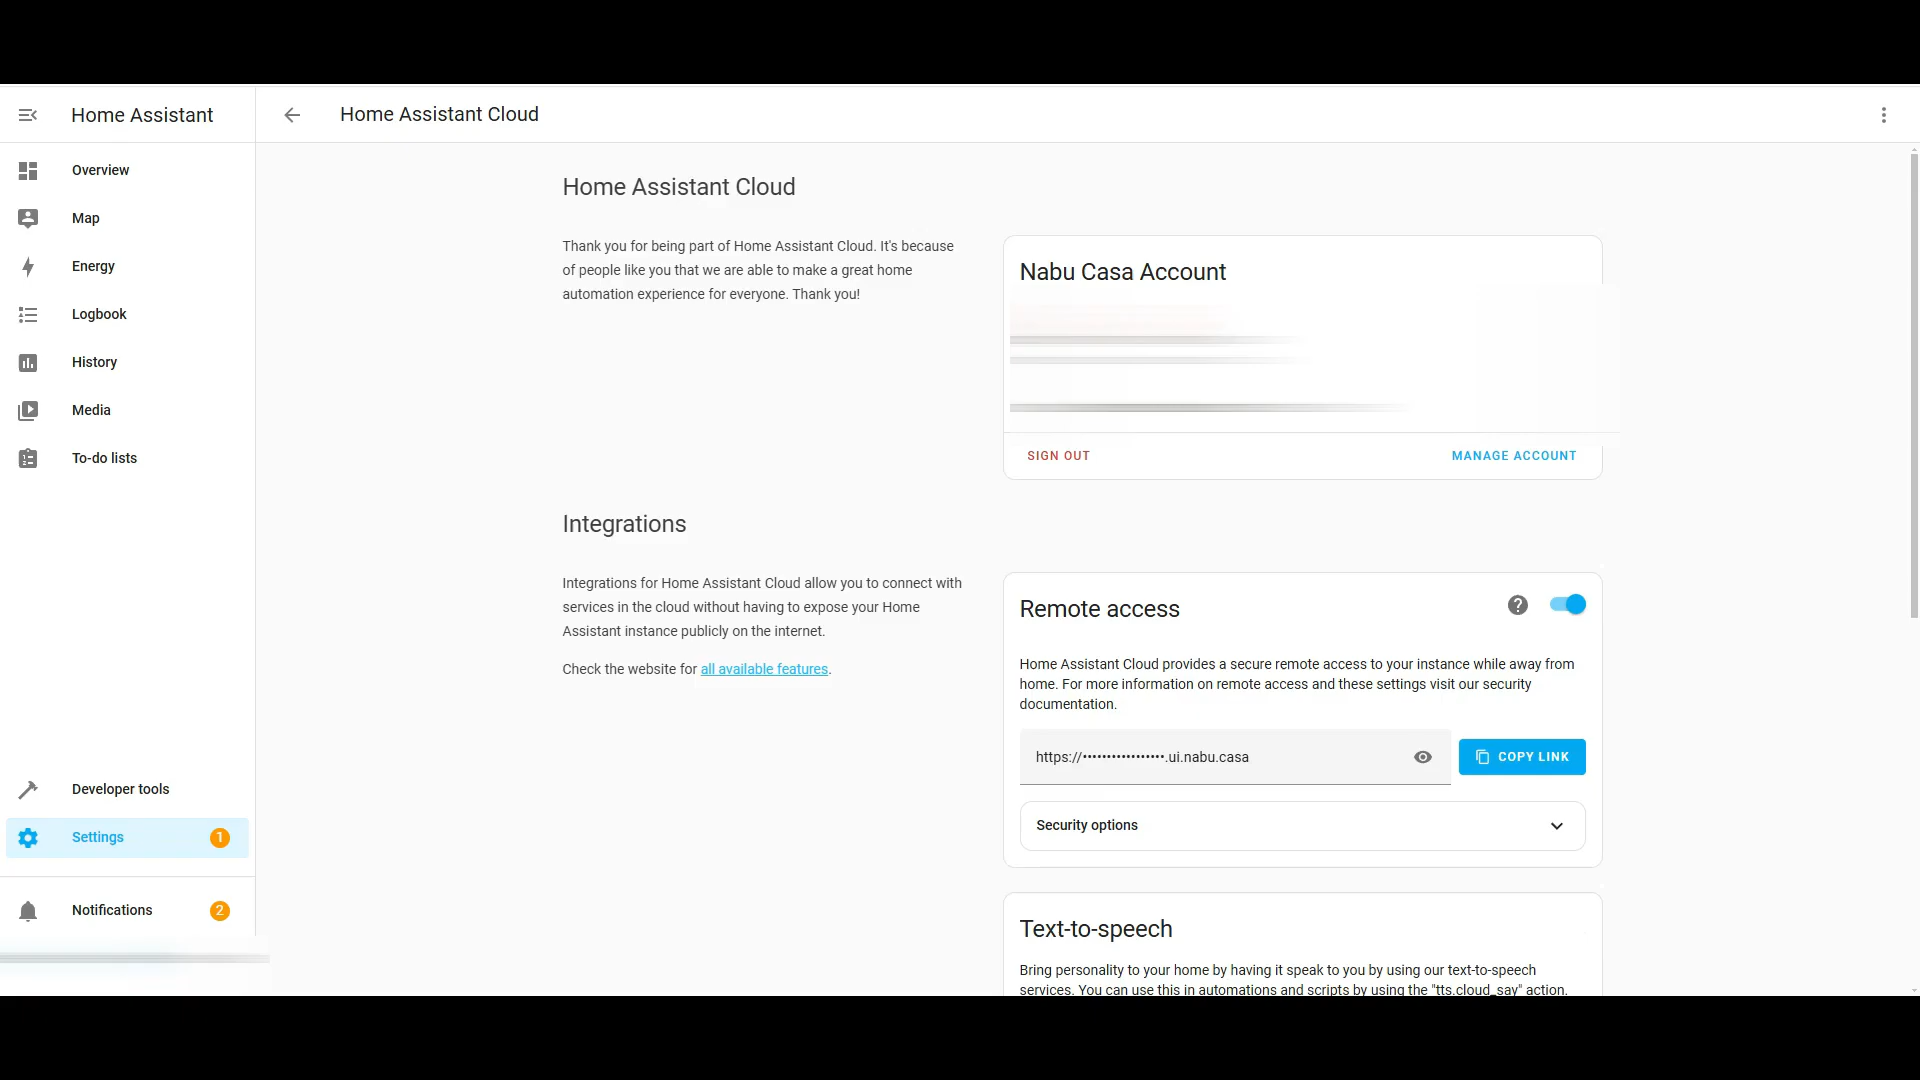 Home Assistant
Overview
Map
Energy
Logbook
History
Media
To-do lists
Developer tools
Settings 1
Notifications 2
Home Assistant Cloud
Home Assistant Cloud
Thank you for being part of Home Assistant Cloud. It's because
of people like you that we are able to make a great home
automation experience for everyone. Thank you!
Nabu Casa Account
SIGN OUT
MANAGE ACCOUNT
Integrations
Integrations for Home Assistant Cloud allow you to connect with
services in the cloud without having to expose your Home
Assistant instance publicly on the internet.
Check the website for all available features.
Remote access
Home Assistant Cloud provides a secure remote access to your instance while away from
home. For more information on remote access and these settings visit our security
documentation.
https://•••••••••••••••••.ui.nabu.casa
COPY LINK
Security options
Text-to-speech
Bring personality to your home by having it speak to you by using our text-to-speech
services. You can use this in automations and scripts by using the "tts.cloud_say" action.